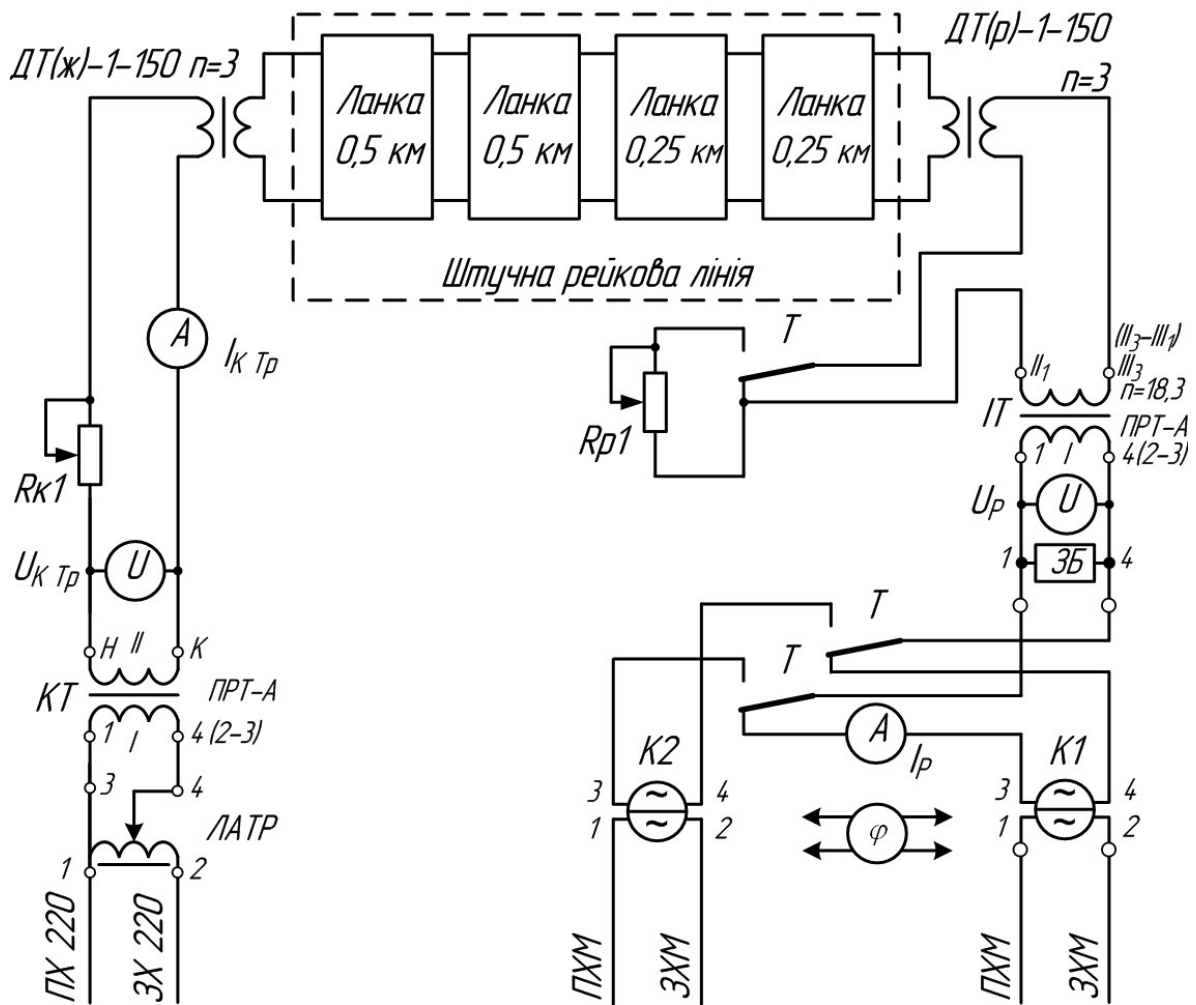 ДТ(ж)-1-150 n=3
Ланка
0,5 км
Ланка
0,5 км
Ланка
0,25 км
Ланка
0,25 км
ДТ(р)-1-150
n=3
Штучна рейкова лінія
A
IК Тр
Rк1
UК Тр
U
Н
II
К
КТ
ПРТ-А
1
I
4(2-3)
3
4
ЛАТР
1
2
ПХ 220
ЗХ 220
T
Rр1
(II3-III1)
II1
III3
n=18,3
ІТ
ПРТ-А
1
I
4(2-3)
UР
U
1
ЗБ
4
T
T
A
IР
К2
3
4
~
~
1
2
φ
К1
3
4
~
~
1
2
ПХМ
ЗХМ
ПХМ
ЗХМ